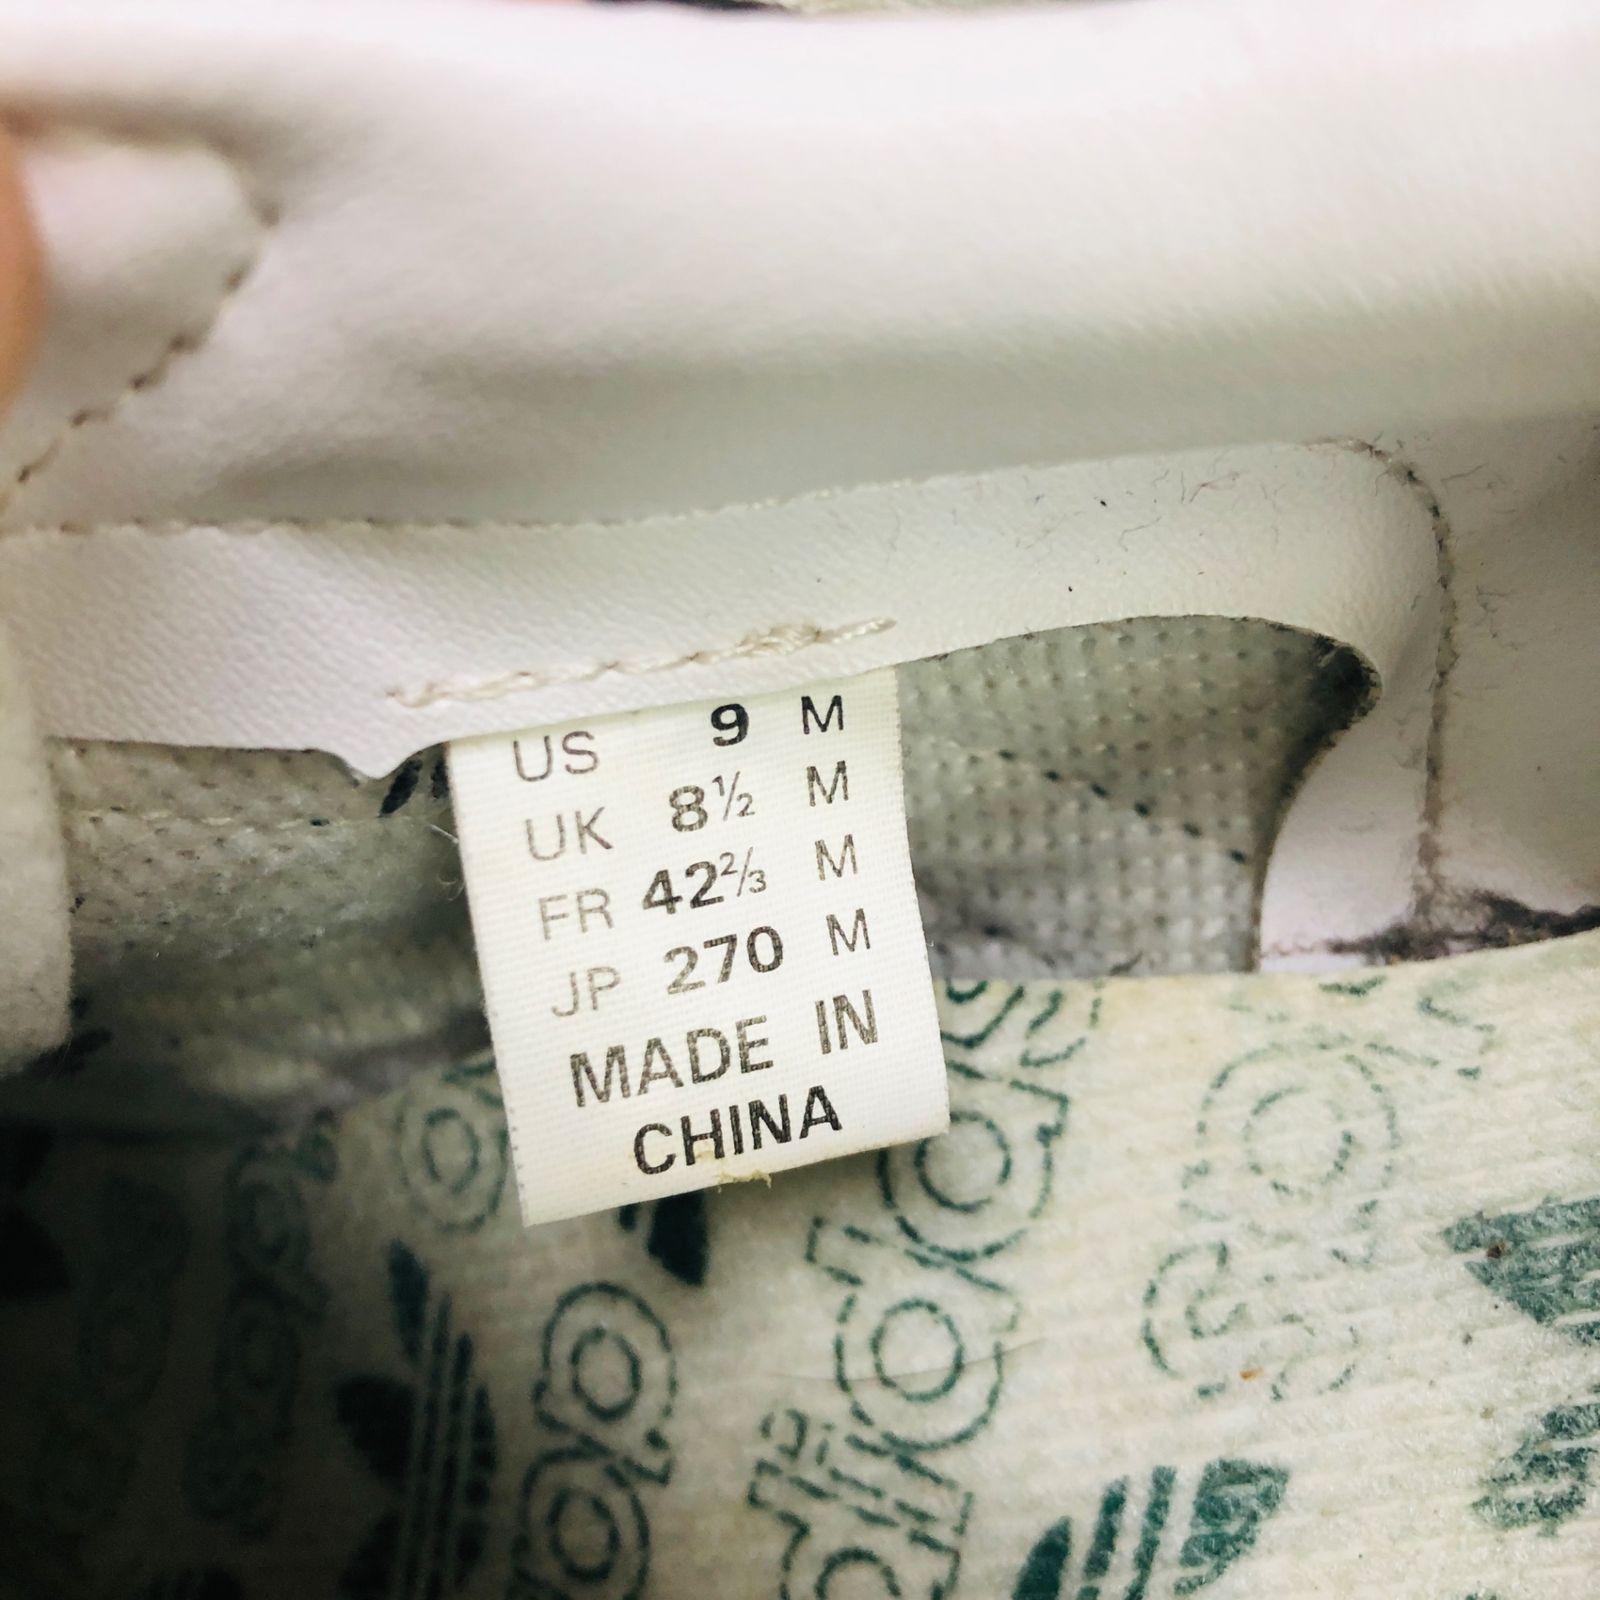 US 9 M
UK 8½ M
FR 42⅔ M
JP 270 M
MADE IN
CHINA